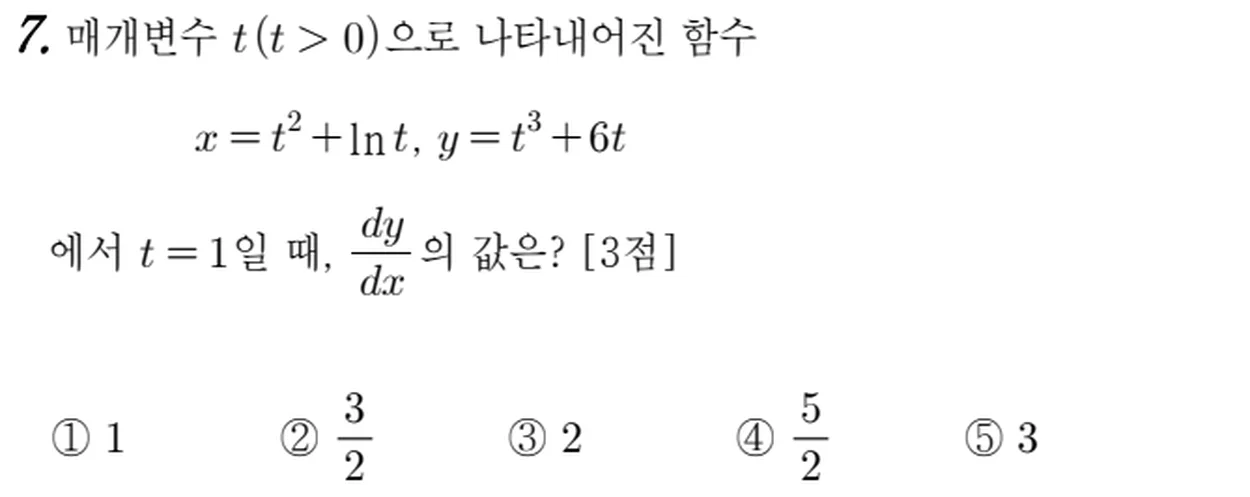 7. 매개변수 t(t > 0)으로 나타내어진 함수
x = t² + ln t, y = t³ + 6t
에서 t = 1일 때, dy/dx의 값은? [3점]
① 1 ② 3/2 ③ 2 ④ 5/2 ⑤ 3